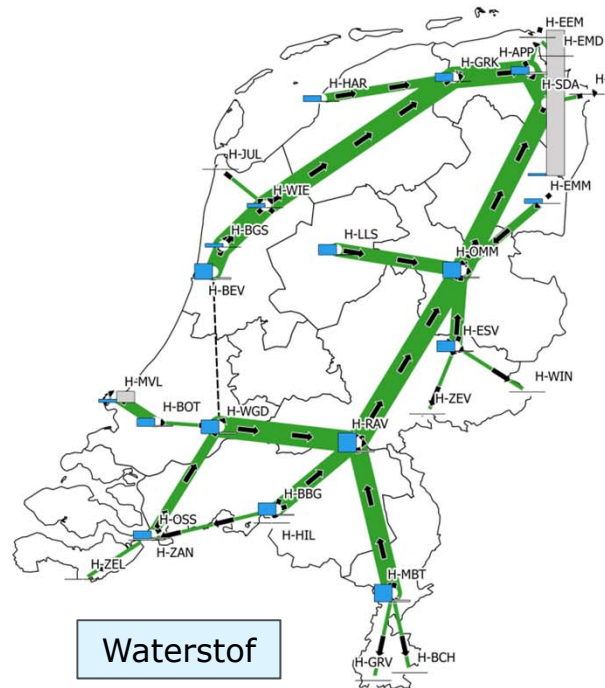 H-EEM
H-EMD
H-APP
H-GRK
H-SDA
H-HAR
H-
H-JUL
H-WIE
H-EMM
H-BGS
H-LLS
H-OMM
H-BEV
H-ESV
H-WIN
H-ZEV
H-MVL
H-BOT
H-WGD
H-RAV
H-BBG
H-OSS
H-HIL
H-ZAN
H-ZEL
H-MBT
Waterstof
H-GRV
H-BCH